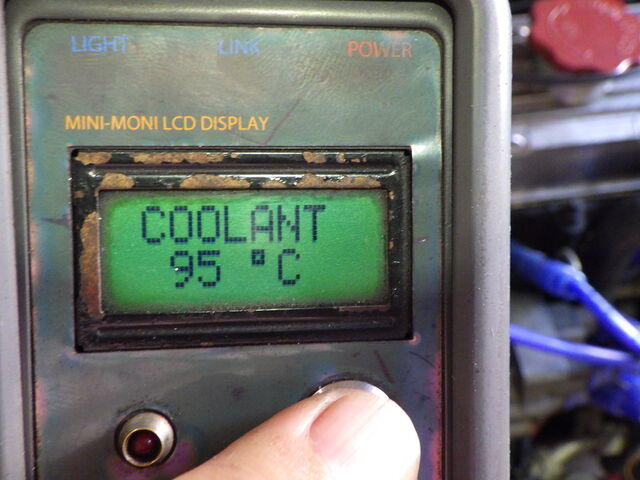 LIGHT LINK POWER
MINI-MONI LCD DISPLAY
COOLANT
95 °C